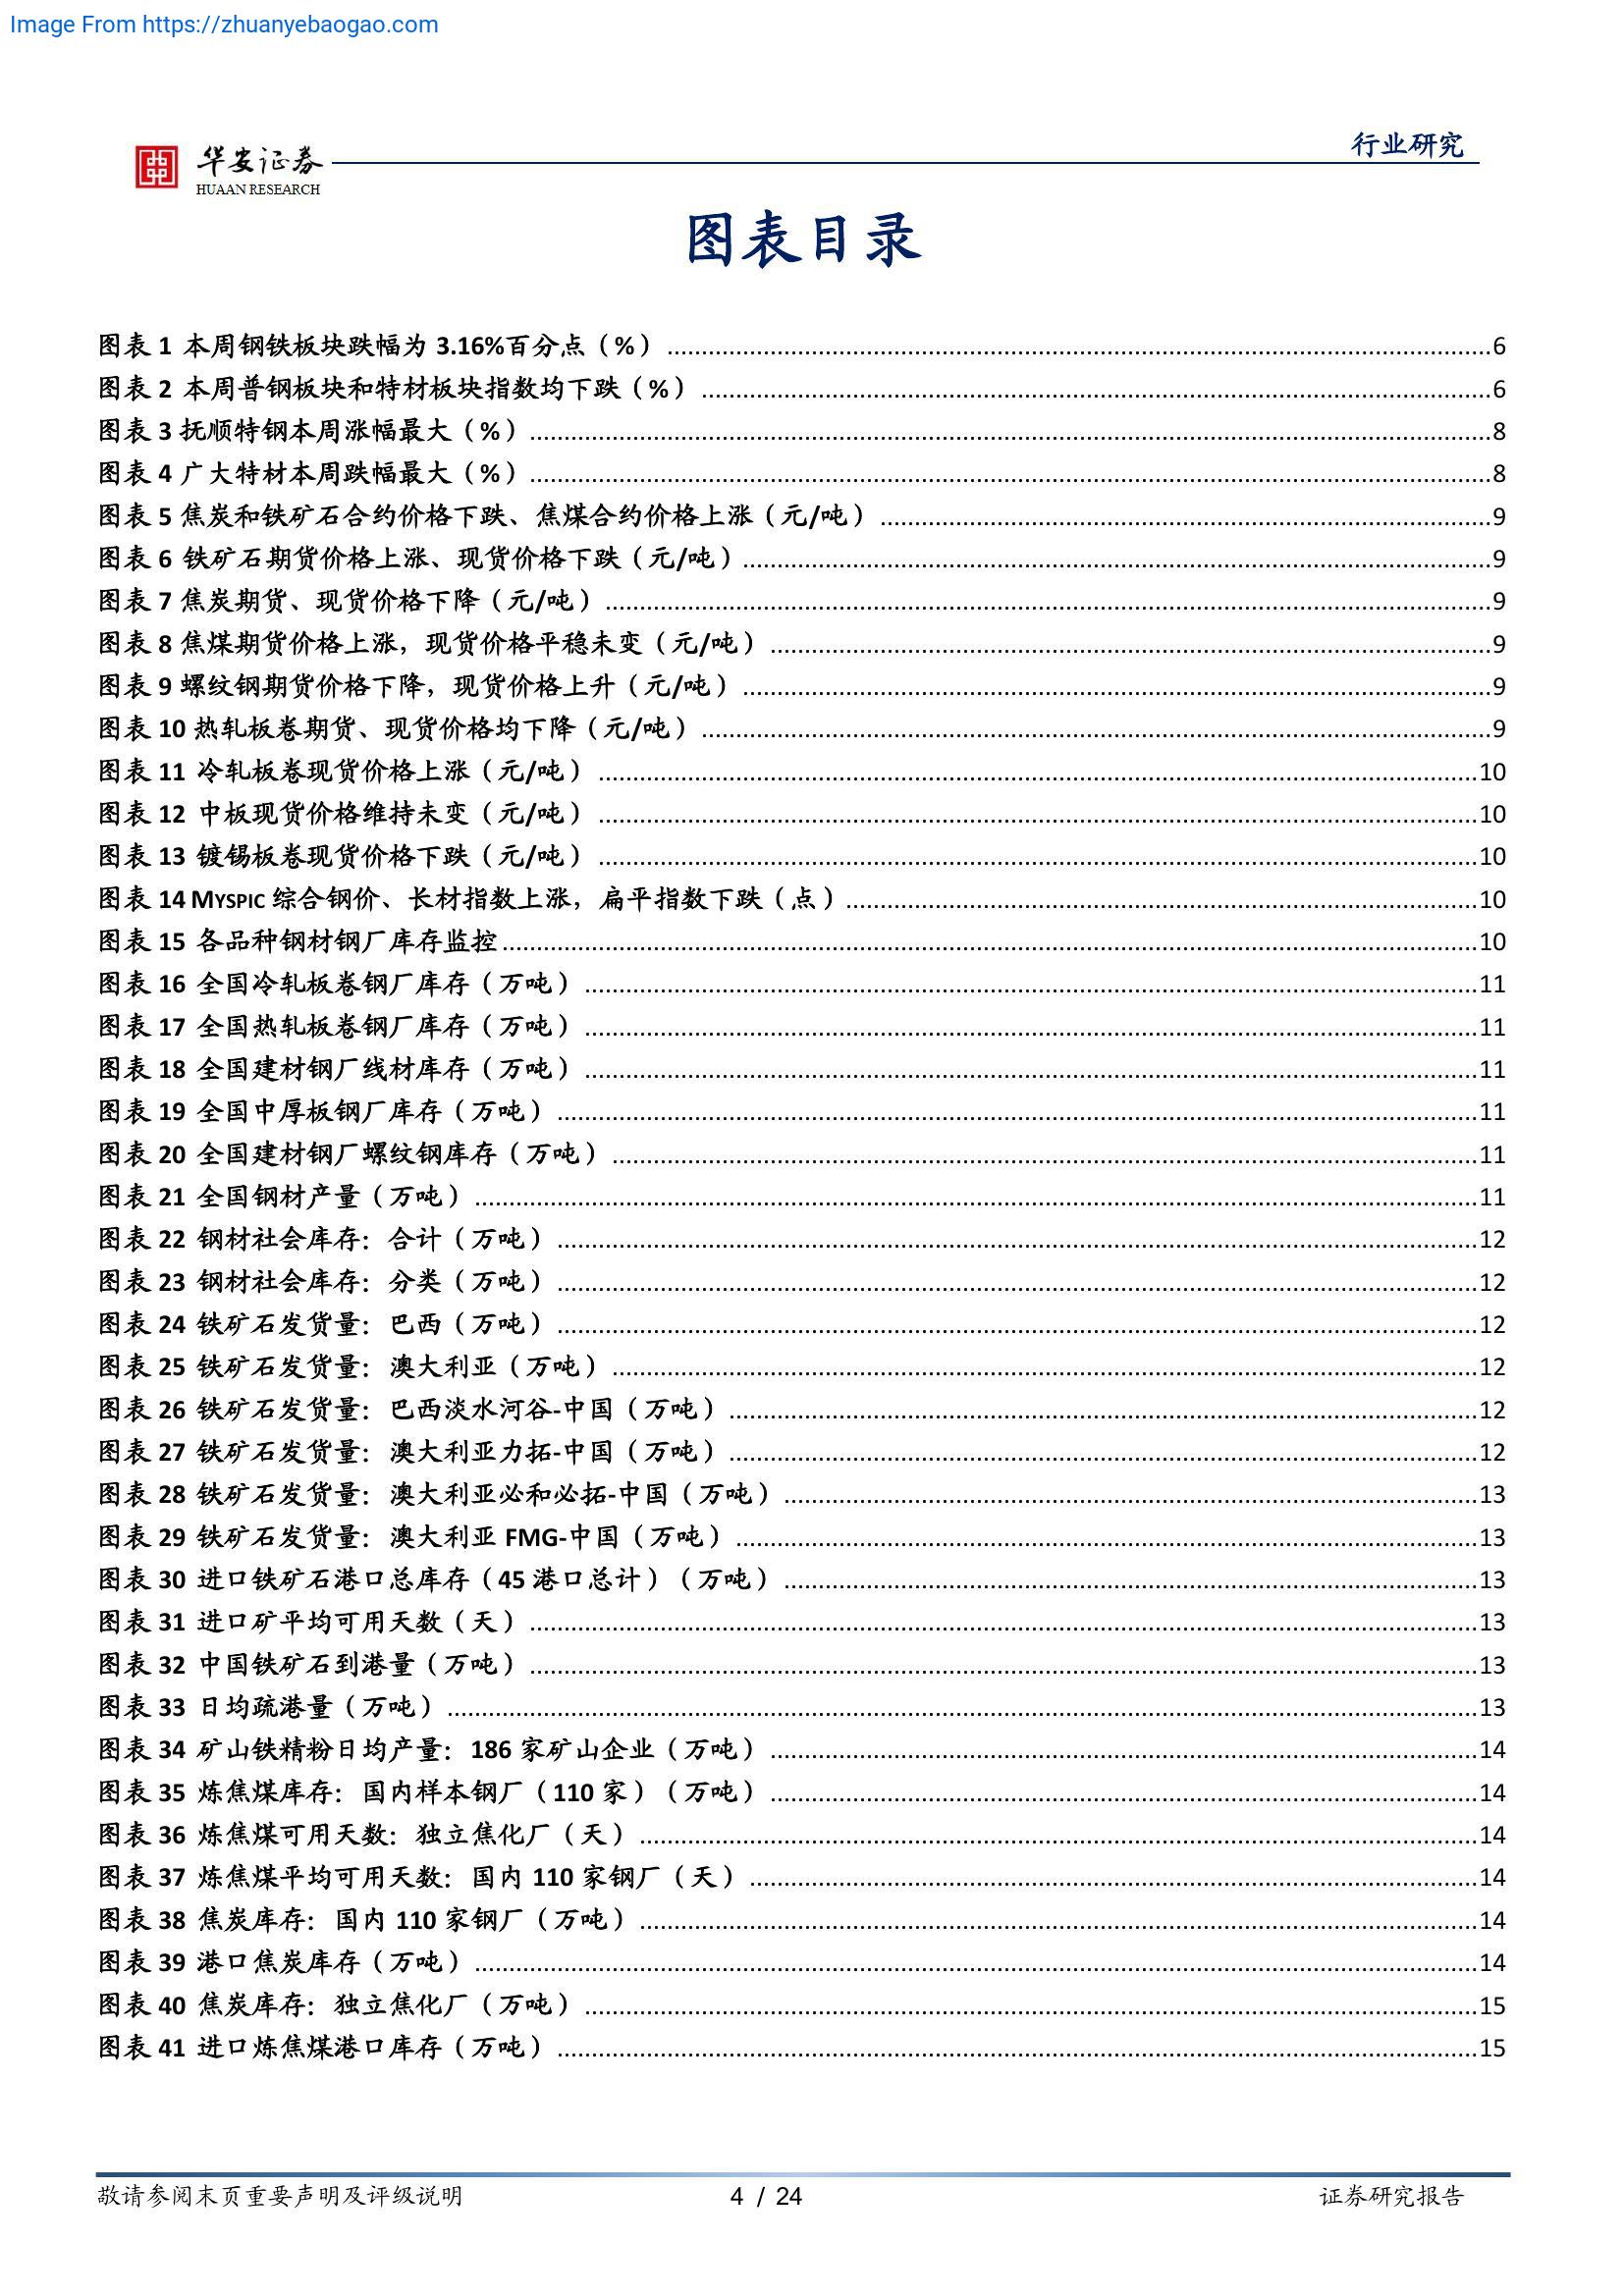 Image From https://zhuanyebaogao.com
行业研究
华安证券
HUAAN RESEARCH
图表目录
图表 1 本周钢铁板块跌幅为 3.16%百分点（%）6
图表 2 本周普钢板块和特材板块指数均下跌（%）6
图表 3 抚顺特钢本周涨幅最大（%）8
图表 4 广大特材本周跌幅最大（%）8
图表 5 焦炭和铁矿石合约价格下跌、焦煤合约价格上涨（元/吨）9
图表 6 铁矿石期货价格上涨、现货价格下跌（元/吨）9
图表 7 焦炭期货、现货价格下降（元/吨）9
图表 8 焦煤期货价格上涨，现货价格平稳未变（元/吨）9
图表 9 螺纹钢期货价格下降，现货价格上升（元/吨）9
图表 10 热轧板卷期货、现货价格均下降（元/吨）9
图表 11 冷轧板卷现货价格上涨（元/吨）10
图表 12 中板现货价格维持未变（元/吨）10
图表 13 镀锡板卷现货价格下跌（元/吨）10
图表 14 MYSPIC 综合钢价、长材指数上涨，扁平指数下跌（点）10
图表 15 各品种钢材钢厂库存监控10
图表 16 全国冷轧板卷钢厂库存（万吨）11
图表 17 全国热轧板卷钢厂库存（万吨）11
图表 18 全国建材钢厂线材库存（万吨）11
图表 19 全国中厚板钢厂库存（万吨）11
图表 20 全国建材钢厂螺纹钢库存（万吨）11
图表 21 全国钢材产量（万吨）11
图表 22 钢材社会库存：合计（万吨）12
图表 23 钢材社会库存：分类（万吨）12
图表 24 铁矿石发货量：巴西（万吨）12
图表 25 铁矿石发货量：澳大利亚（万吨）12
图表 26 铁矿石发货量：巴西淡水河谷-中国（万吨）12
图表 27 铁矿石发货量：澳大利亚力拓-中国（万吨）12
图表 28 铁矿石发货量：澳大利亚必和必拓-中国（万吨）13
图表 29 铁矿石发货量：澳大利亚 FMG-中国（万吨）13
图表 30 进口铁矿石港口总库存（45 港口总计）（万吨）13
图表 31 进口矿平均可用天数（天）13
图表 32 中国铁矿石到港量（万吨）13
图表 33 日均疏港量（万吨）13
图表 34 矿山铁精粉日均产量：186 家矿山企业（万吨）14
图表 35 炼焦煤库存：国内样本钢厂（110 家）（万吨）14
图表 36 炼焦煤可用天数：独立焦化厂（天）14
图表 37 炼焦煤平均可用天数：国内 110 家钢厂（天）14
图表 38 焦炭库存：国内 110 家钢厂（万吨）14
图表 39 港口焦炭库存（万吨）14
图表 40 焦炭库存：独立焦化厂（万吨）15
图表 41 进口炼焦煤港口库存（万吨）15
敬请参阅末页重要声明及评级说明 4 / 24 证券研究报告